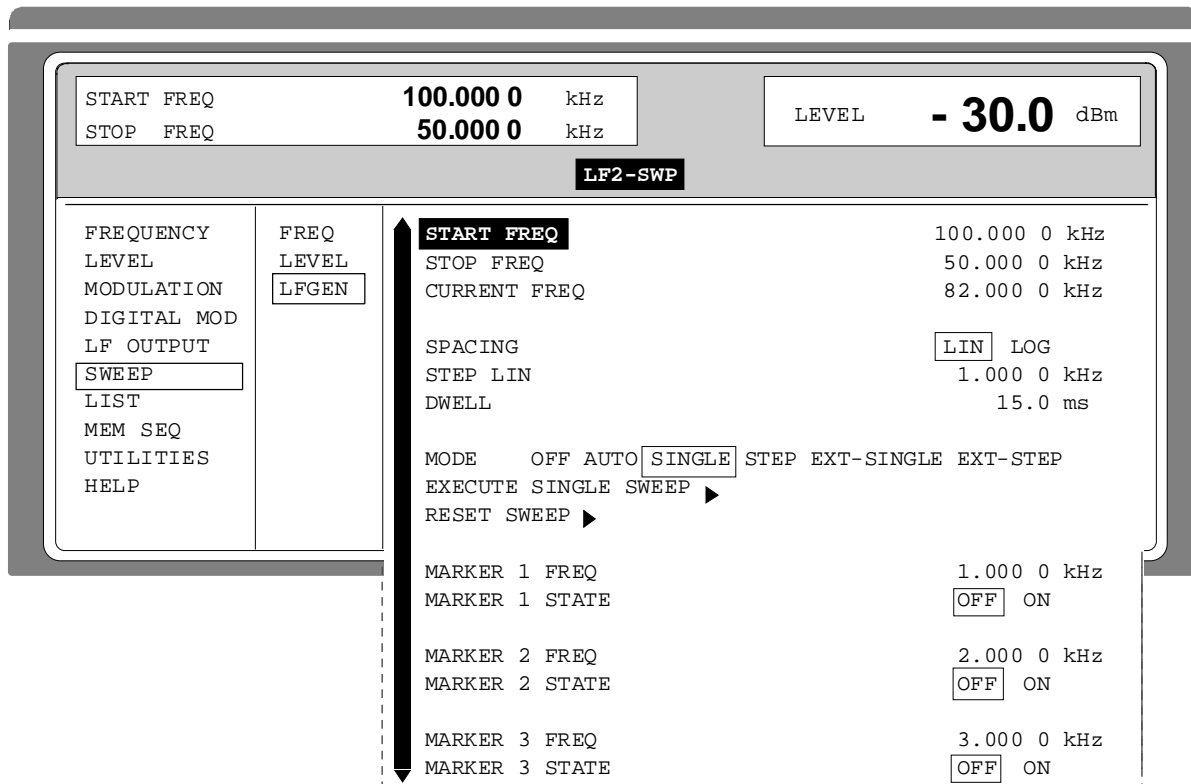 START FREQ 100.000 0 kHz
STOP FREQ 50.000 0 kHz
LEVEL - 30.0 dBm
LF2-SWP
FREQUENCY
LEVEL
MODULATION
DIGITAL MOD
LF OUTPUT
SWEEP
LIST
MEM SEQ
UTILITIES
HELP
FREQ
LEVEL
LFGEN
START FREQ 100.000 0 kHz
STOP FREQ 50.000 0 kHz
CURRENT FREQ 82.000 0 kHz
SPACING LIN LOG
STEP LIN 1.000 0 kHz
DWELL 15.0 ms
MODE OFF AUTO SINGLE STEP EXT-SINGLE EXT-STEP
EXECUTE SINGLE SWEEP
RESET SWEEP
MARKER 1 FREQ 1.000 0 kHz
MARKER 1 STATE OFF ON
MARKER 2 FREQ 2.000 0 kHz
MARKER 2 STATE OFF ON
MARKER 3 FREQ 3.000 0 kHz
MARKER 3 STATE OFF ON